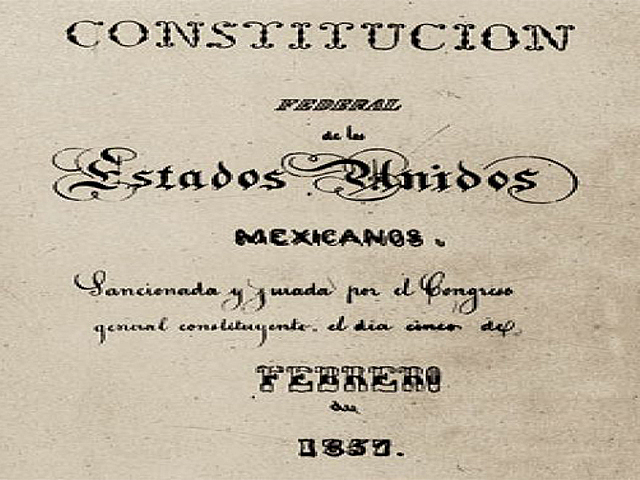 CONSTITUCION
FEDERAL
de los
Estados Unidos
MEXICANOS.
Sancionada y jurada por el Congreso
general constituyente, el dia cinco de
FEBRERO
de
1857.